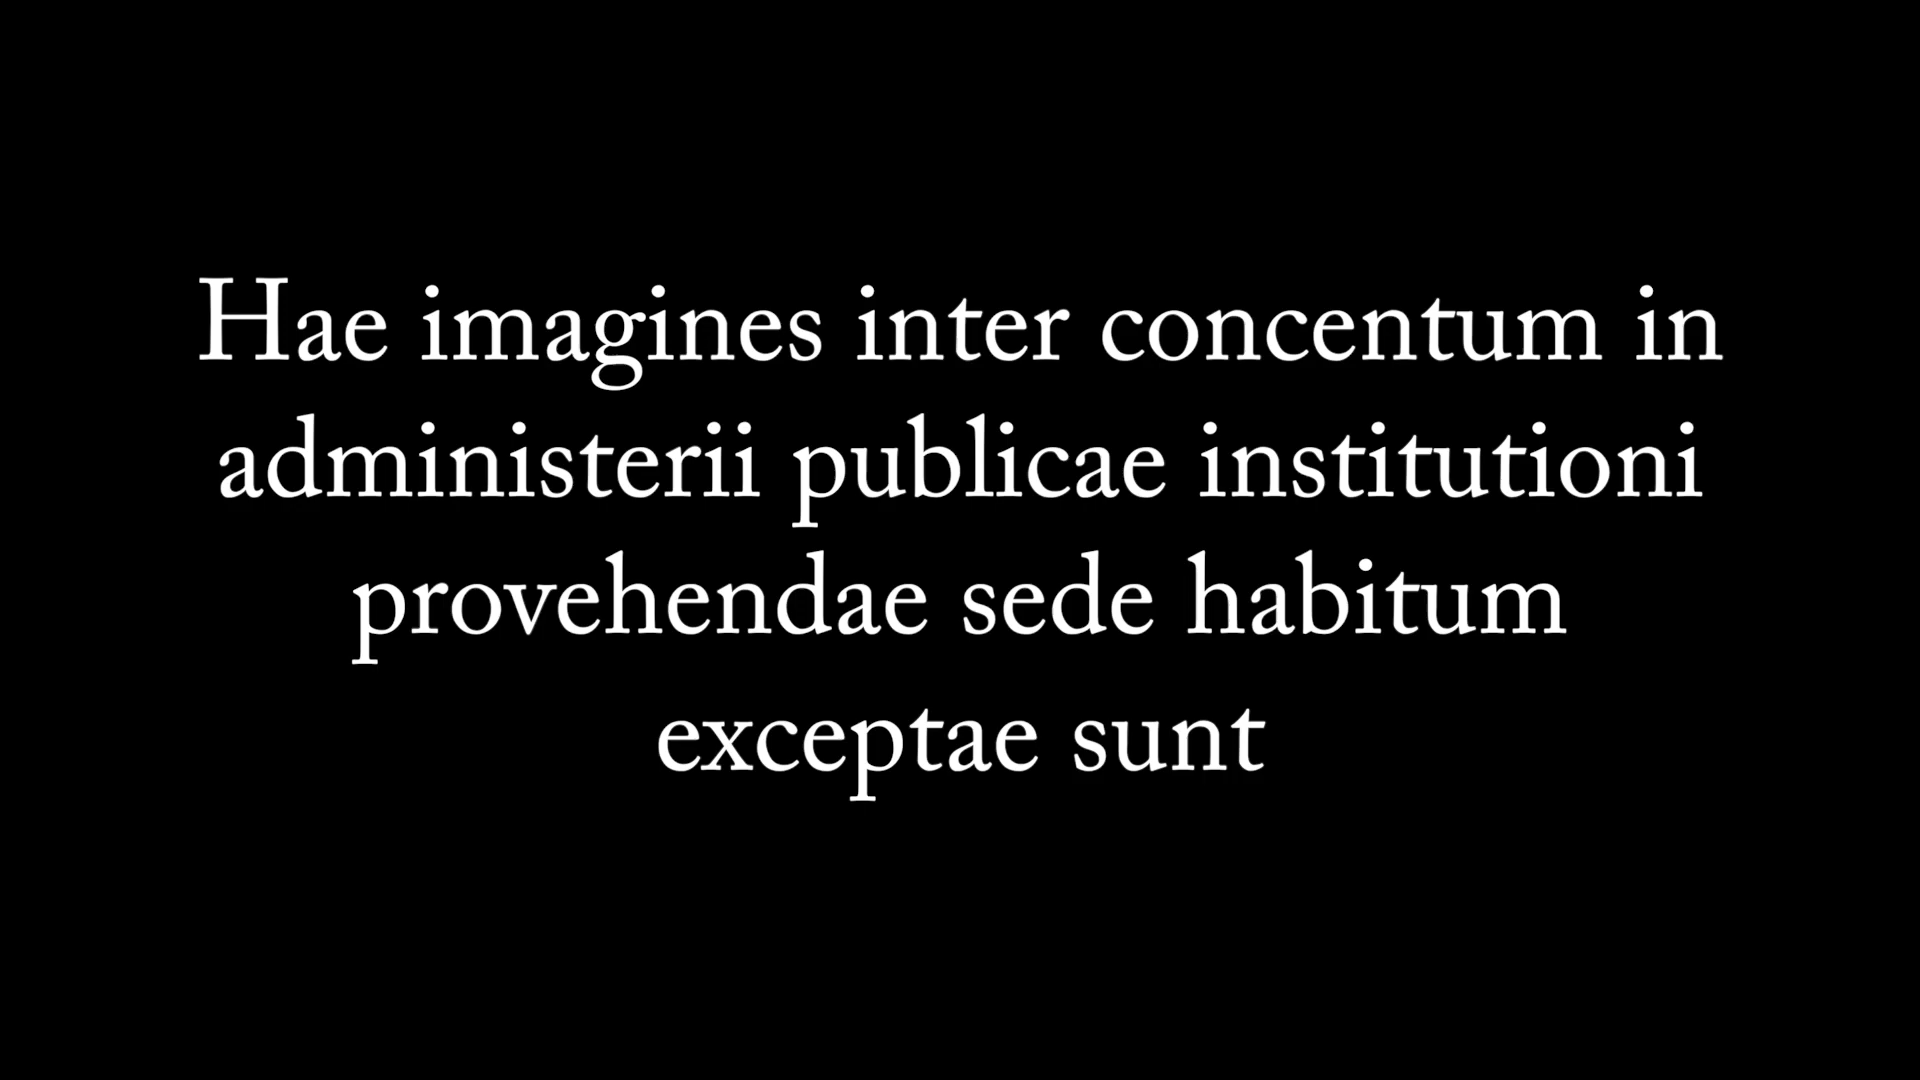 Hae imagines inter concentum in
administerii publicae institutioni
provehendae sede habitum
exceptae sunt